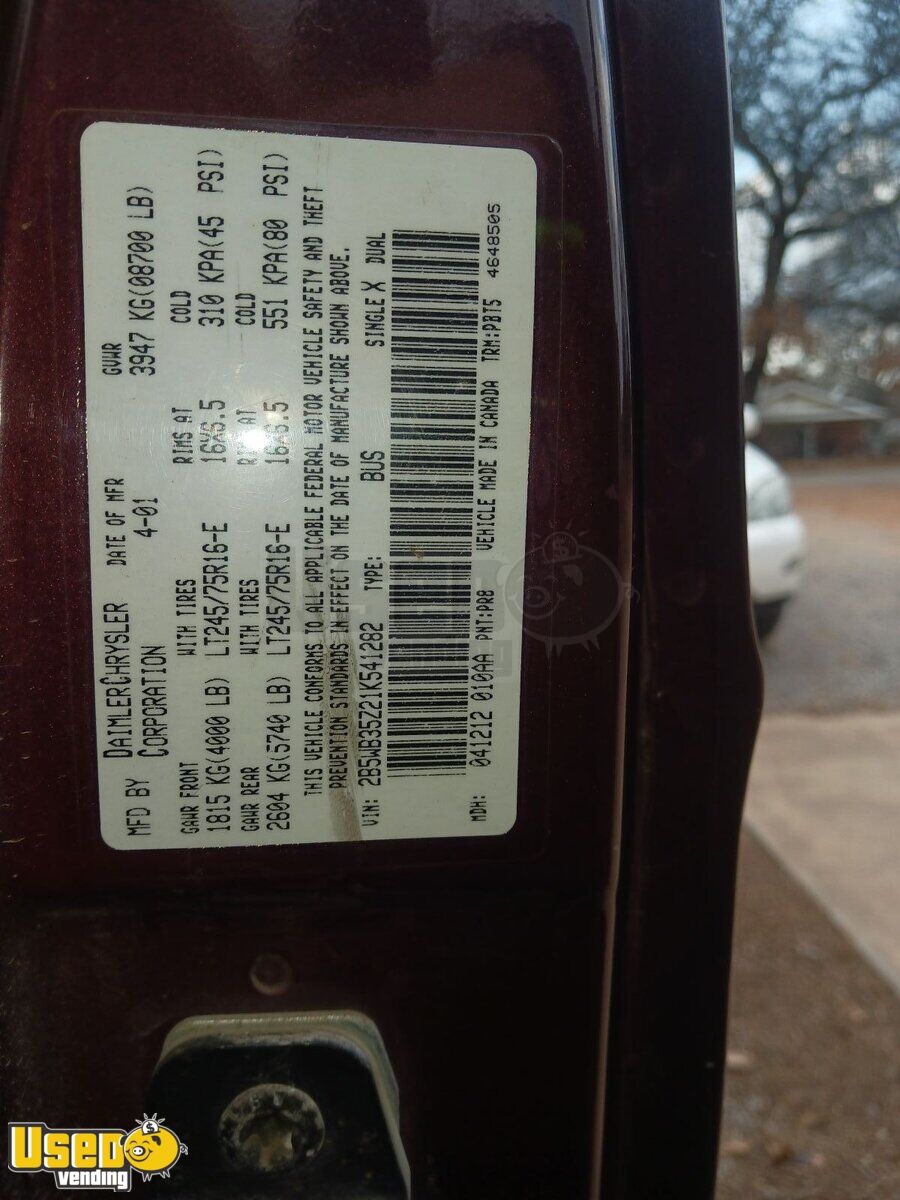 MFD BY DAIMLERCHRYSLER CORPORATION DATE OF MFR 4-01 GVWR 3947 KG(08700 LB)
GAWR FRONT WITH TIRES RIMS AT COLD
1815 KG(4000 LB) LT245/75R16-E 16X6.5 310 KPA(45 PSI)
GAWR REAR WITH TIRES RIMS AT COLD
2604 KG(5740 LB) LT245/75R16-E 16X6.5 551 KPA(80 PSI)
THIS VEHICLE CONFORMS TO ALL APPLICABLE FEDERAL MOTOR VEHICLE SAFETY AND THEFT
PREVENTION STANDARDS IN EFFECT ON THE DATE OF MANUFACTURE SHOWN ABOVE.
VIN: 2B5WB35Z21K541282 TYPE: BUS SINGLE X DUAL
MDH: 041212 010AA PNT:PR8 VEHICLE MADE IN CANADA TRM:PBT5 4648505
USED
vending